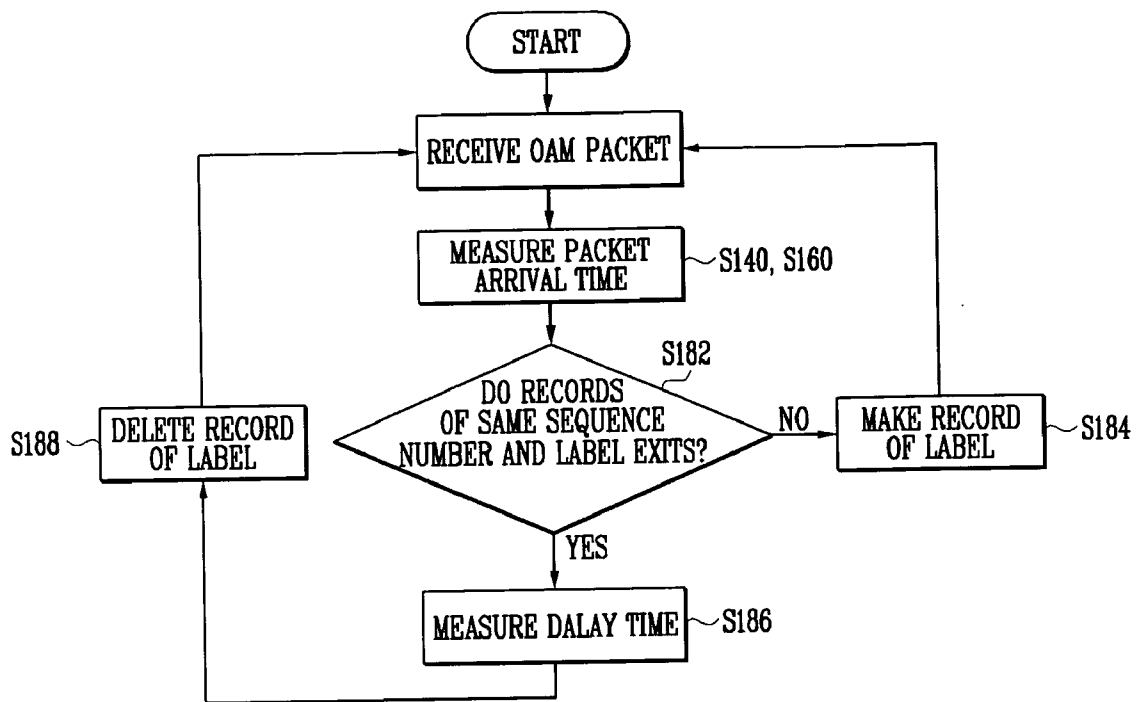 START
RECEIVE OAM PACKET
MEASURE PACKET
ARRIVAL TIME
S140, S160
S182
DO RECORDS
OF SAME SEQUENCE
NUMBER AND LABEL EXITS?
NO
MAKE RECORD
OF LABEL
S184
S188
DELETE RECORD
OF LABEL
YES
MEASURE DALAY TIME
S186